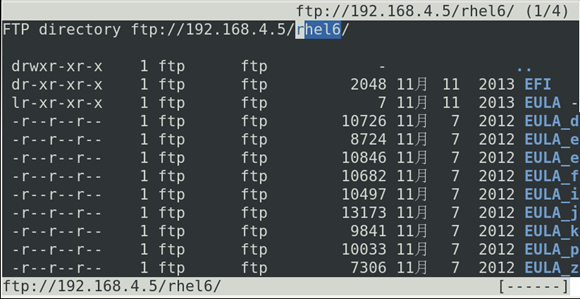 ftp://192.168.4.5/rhel6/ (1/4)
FTP directory ftp://192.168.4.5/rhel6/
drwxr-xr-x 1 ftp ftp - ..
dr-xr-xr-x 1 ftp ftp 2048 11月 11 2013 EFI
lr-xr-xr-x 1 ftp ftp 7 11月 11 2013 EULA -
-r--r--r-- 1 ftp ftp 10726 11月 7 2012 EULA_d
-r--r--r-- 1 ftp ftp 8724 11月 7 2012 EULA_e
-r--r--r-- 1 ftp ftp 10846 11月 7 2012 EULA_e
-r--r--r-- 1 ftp ftp 10682 11月 7 2012 EULA_f
-r--r--r-- 1 ftp ftp 10497 11月 7 2012 EULA_i
-r--r--r-- 1 ftp ftp 13173 11月 7 2012 EULA_j
-r--r--r-- 1 ftp ftp 9841 11月 7 2012 EULA_k
-r--r--r-- 1 ftp ftp 10033 11月 7 2012 EULA_p
-r--r--r-- 1 ftp ftp 7306 11月 7 2012 EULA_z
ftp://192.168.4.5/rhel6/ [------]